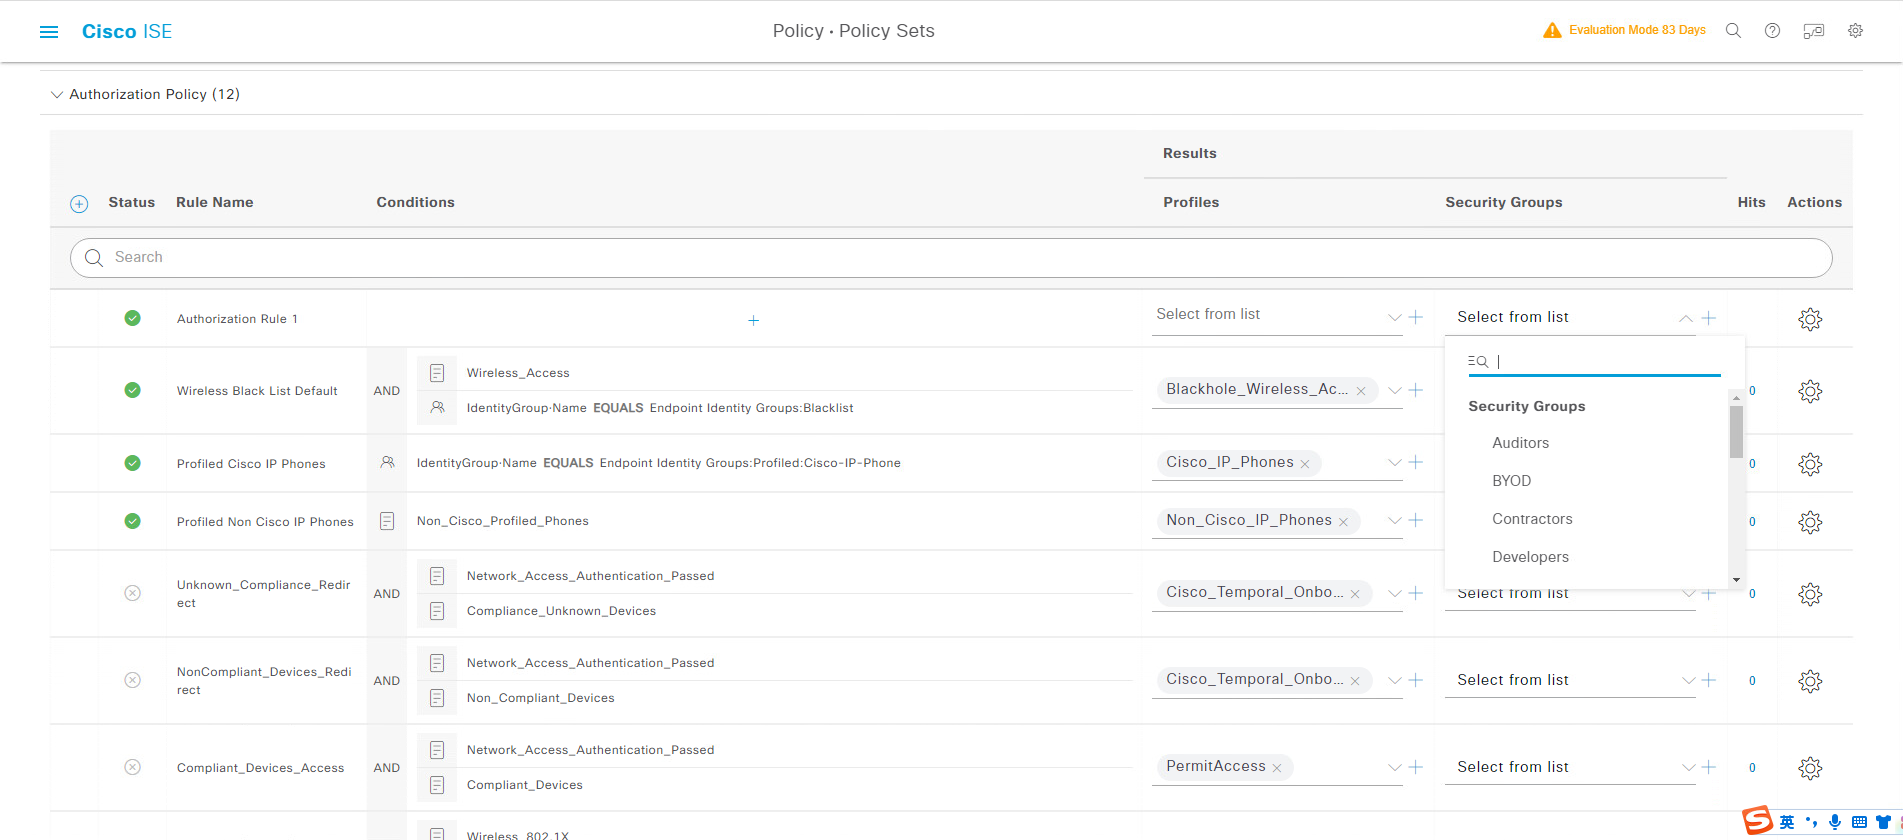 Cisco ISE
Policy · Policy Sets
Evaluation Mode 83 Days
Authorization Policy (12)
Results
Status Rule Name Conditions Profiles Security Groups Hits Actions
Search
Authorization Rule 1
Select from list
Select from list
Wireless Black List Default
AND
Wireless_Access
IdentityGroup·Name EQUALS Endpoint Identity Groups:Blacklist
Blackhole_Wireless_Ac...
0
Security Groups
Auditors
BYOD
Contractors
Developers
Profiled Cisco IP Phones
IdentityGroup·Name EQUALS Endpoint Identity Groups:Profiled:Cisco-IP-Phone
Cisco_IP_Phones
0
Profiled Non Cisco IP Phones
Non_Cisco_Profiled_Phones
Non_Cisco_IP_Phones
0
Unknown_Compliance_Redir
ect
AND
Network_Access_Authentication_Passed
Compliance_Unknown_Devices
Cisco_Temporal_Onbo...
Select from list
0
NonCompliant_Devices_Redi
rect
AND
Network_Access_Authentication_Passed
Non_Compliant_Devices
Cisco_Temporal_Onbo...
Select from list
0
Compliant_Devices_Access
AND
Network_Access_Authentication_Passed
Compliant_Devices
PermitAccess
Select from list
0
Wireless_802.1X
英